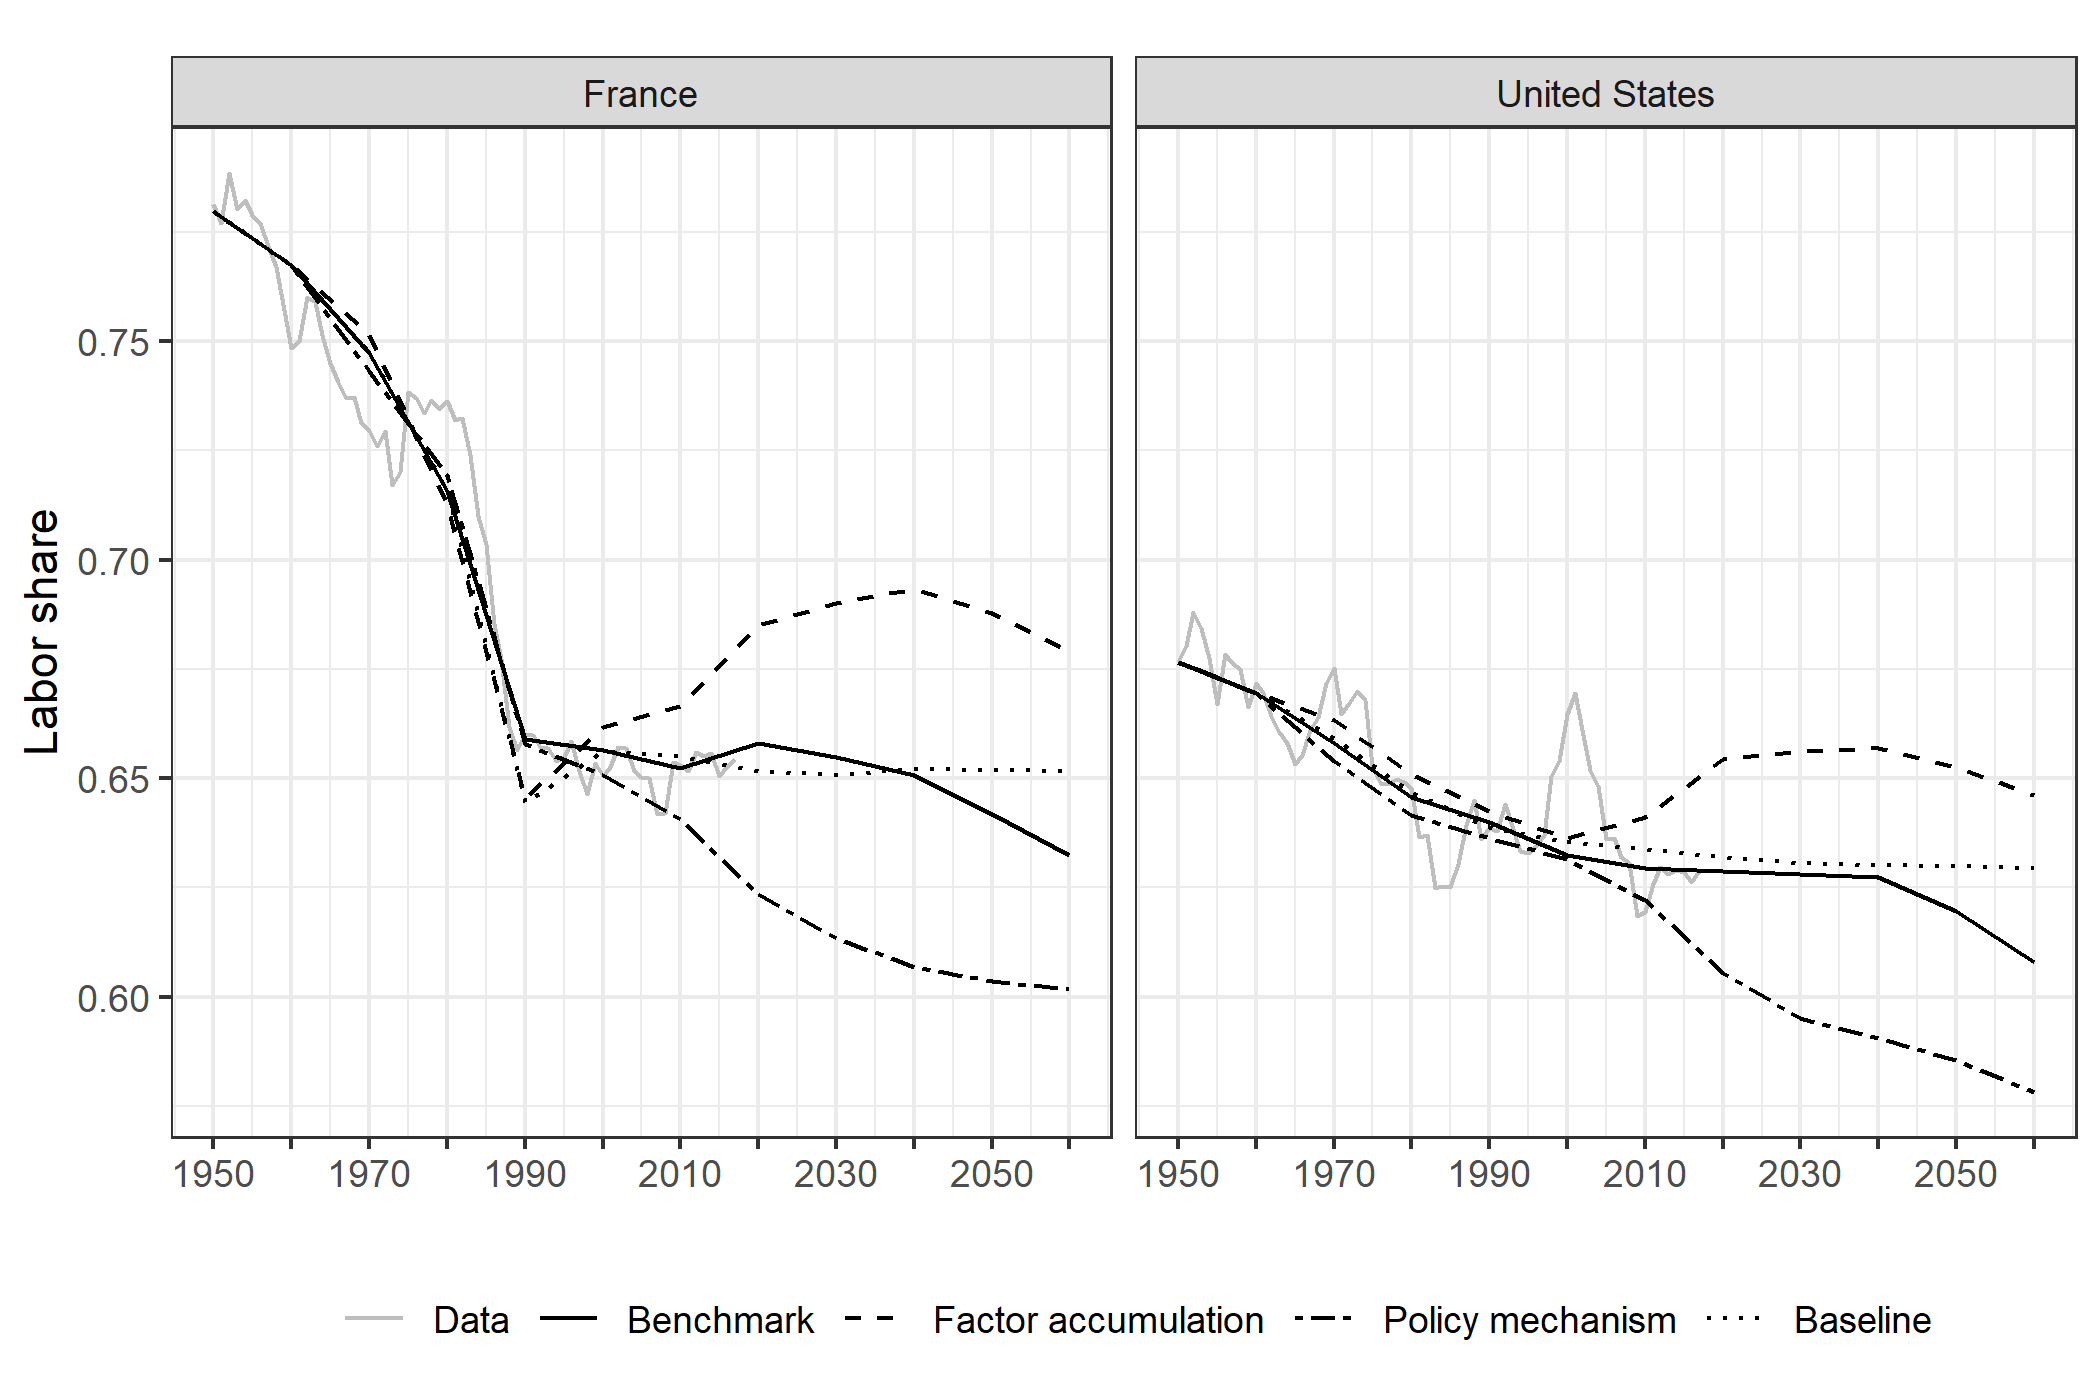 France
United States
Labor share
0.75
0.70
0.65
0.60
1950 1970 1990 2010 2030 2050
1950 1970 1990 2010 2030 2050
Data Benchmark Factor accumulation Policy mechanism Baseline